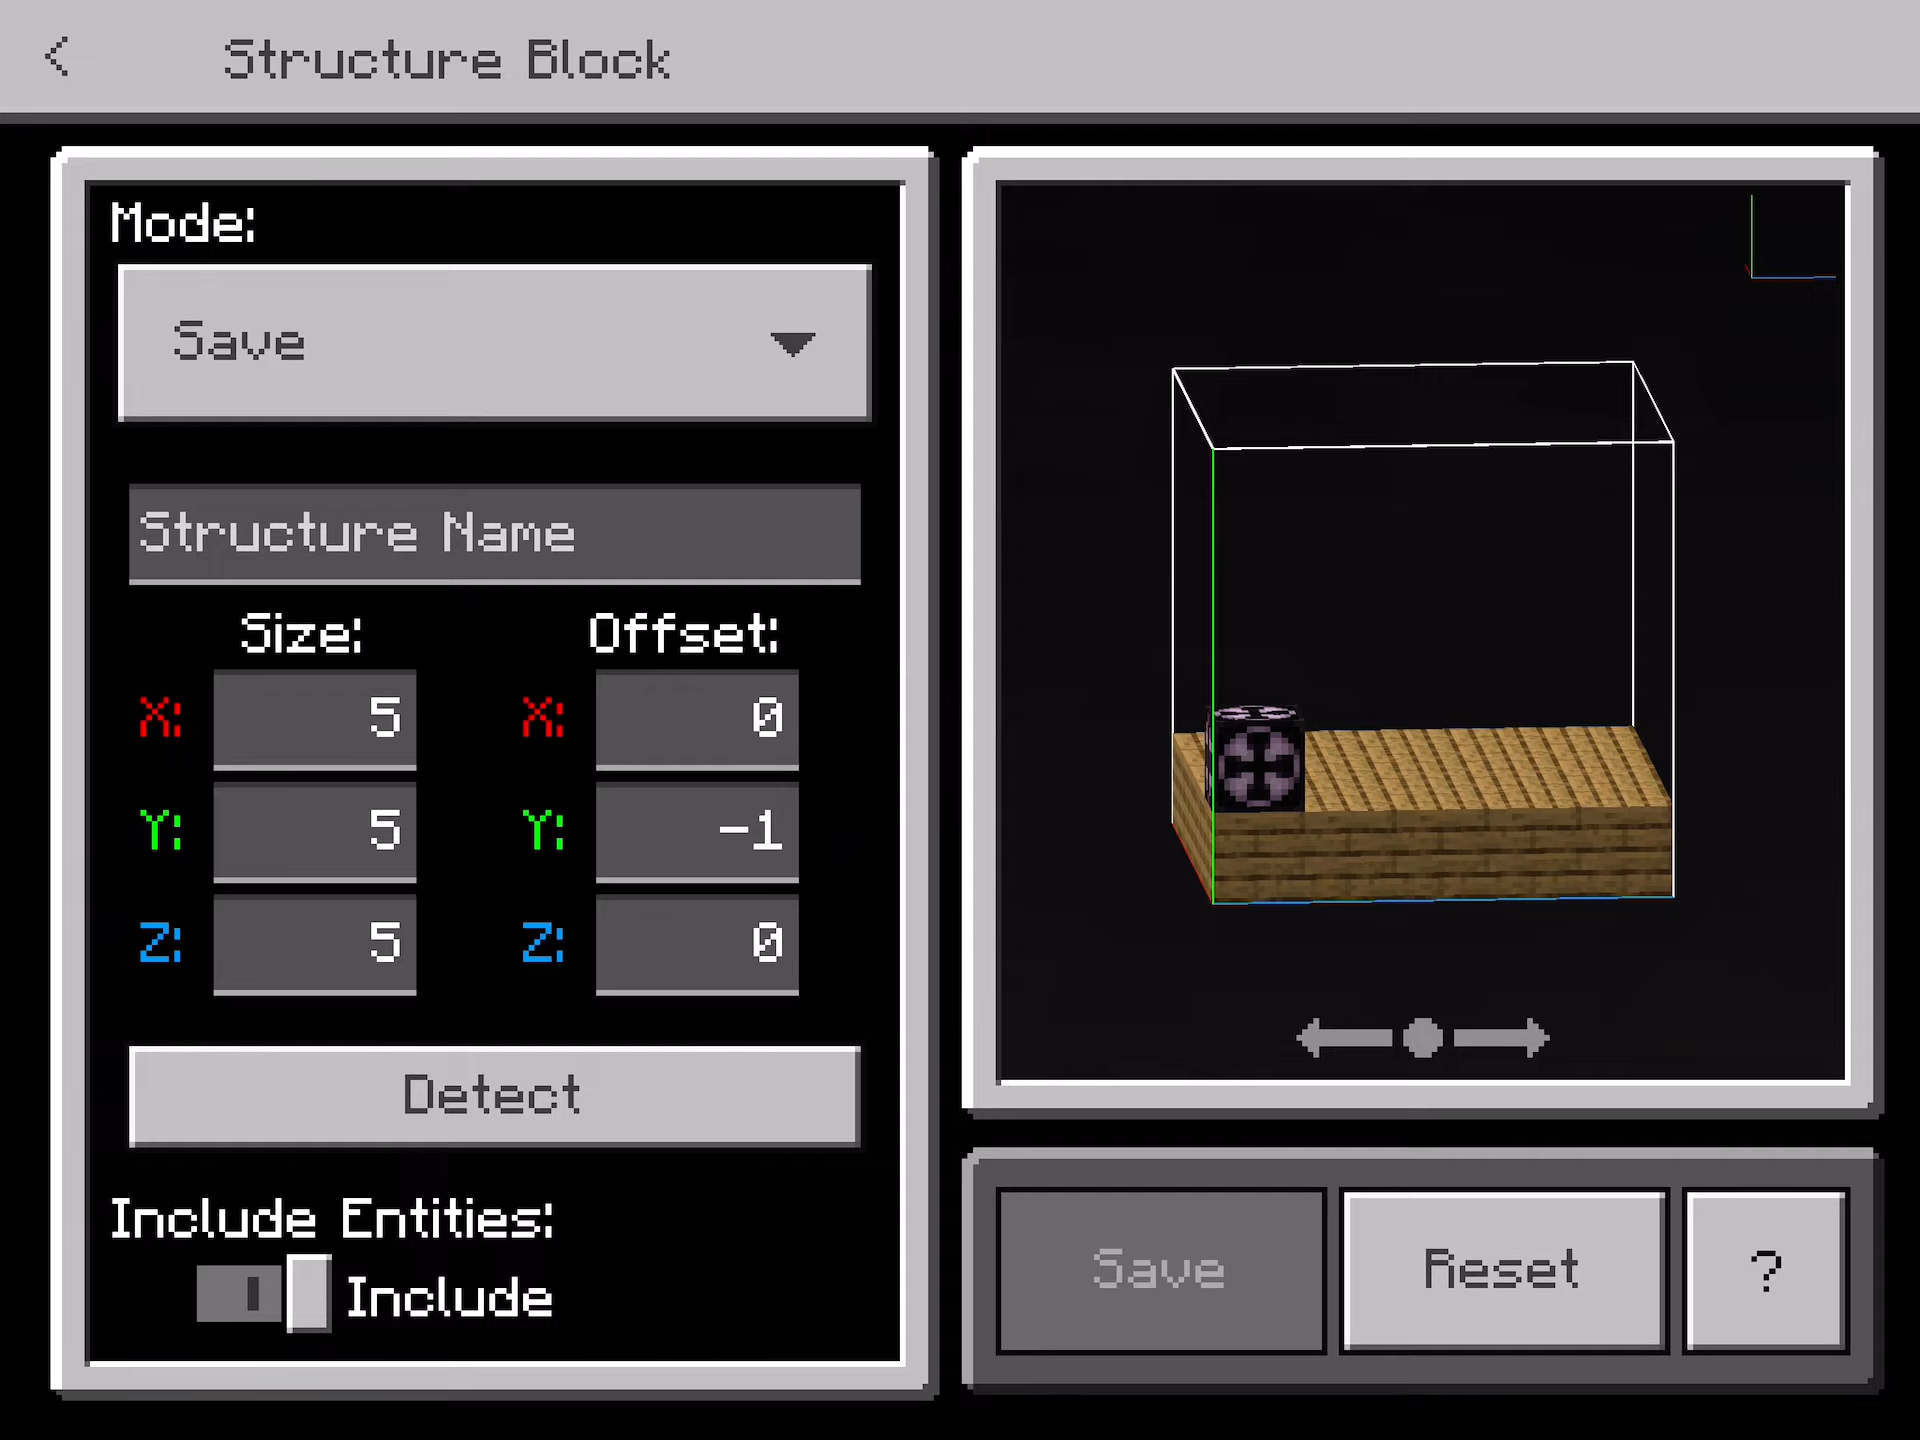 Structure Block
Mode:
Save
Structure Name
Size: Offset:
X: 5 X: 0
Y: 5 Y: -1
Z: 5 Z: 0
Detect
Include Entities:
Include
Save Reset ?